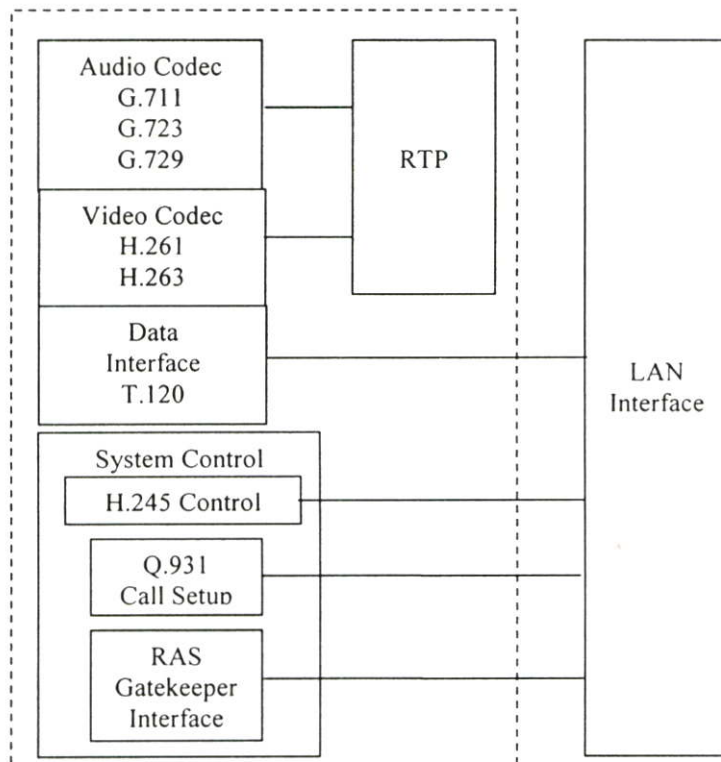 Audio Codec
G.711
G.723
G.729
RTP
Video Codec
H.261
H.263
Data
Interface
T.120
LAN
Interface
System Control
H.245 Control
Q.931
Call Setup
RAS
Gatekeeper
Interface